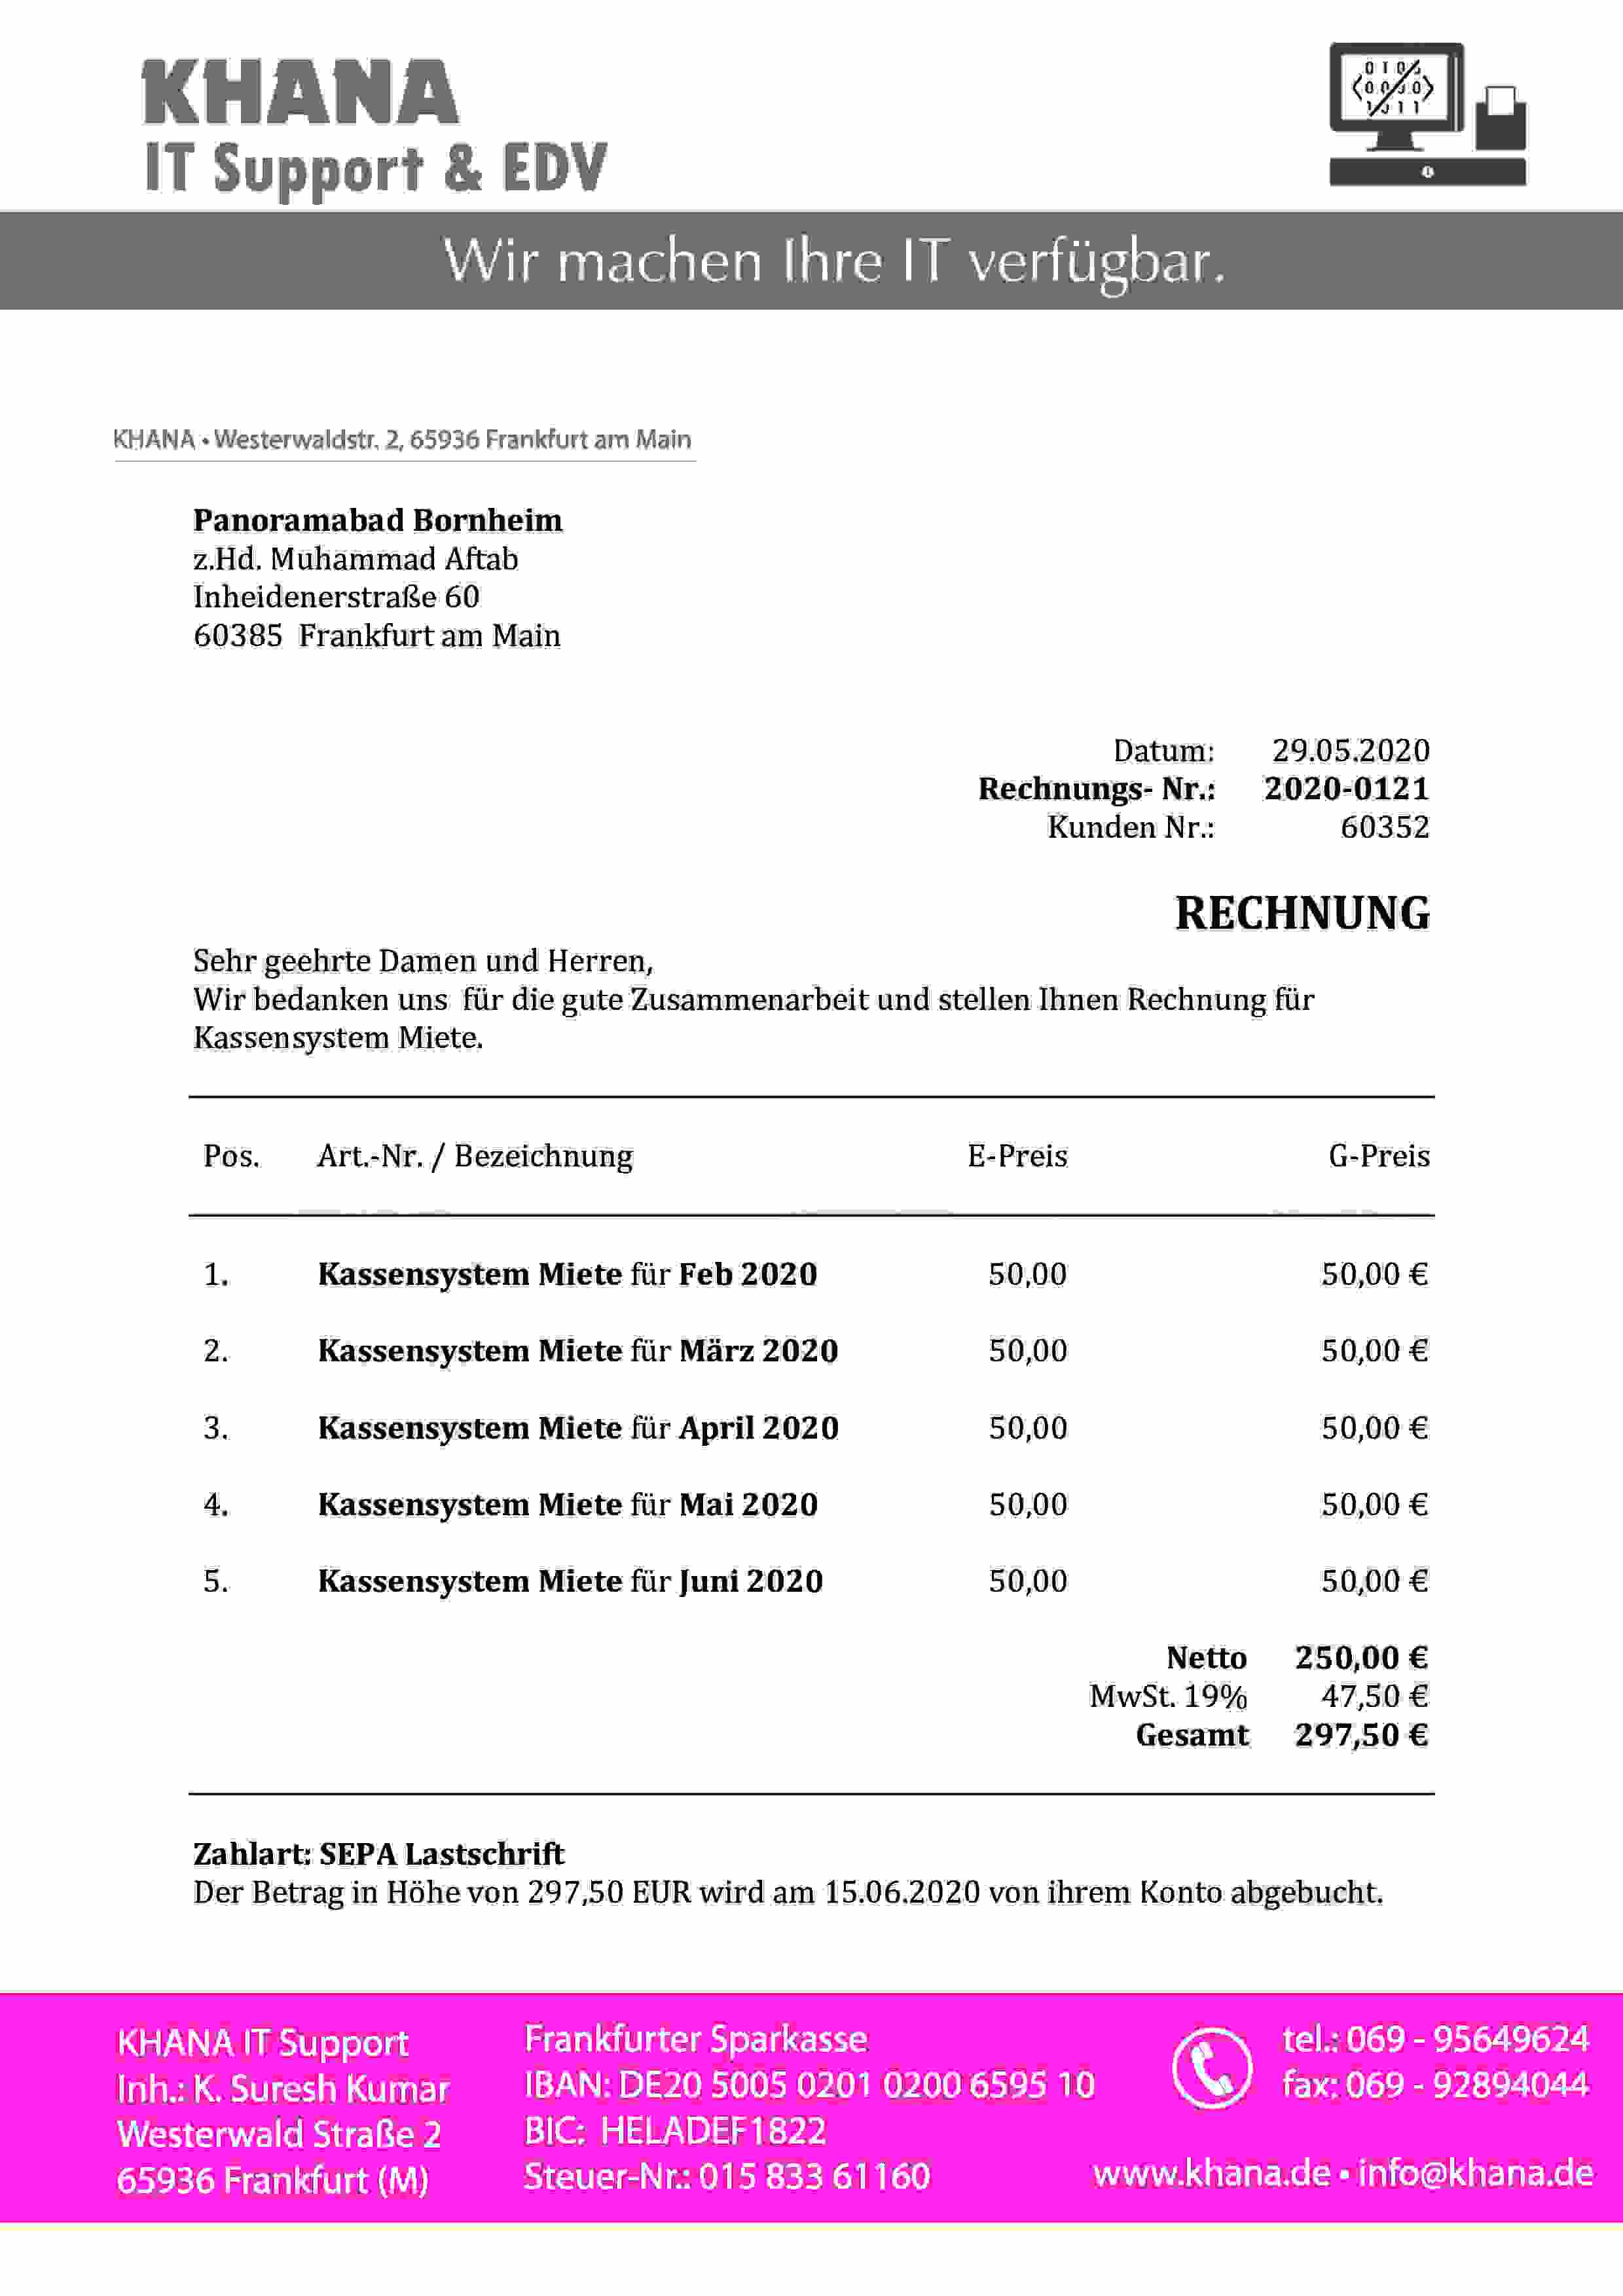 KHANA
IT Support & EDV
Wir machen Ihre IT verfügbar.
KHANA • Westerwaldstr. 2, 65936 Frankfurt am Main
Panoramabad Bornheim
z.Hd. Muhammad Aftab
Inheidenerstraße 60
60385 Frankfurt am Main
Datum: 29.05.2020
Rechnungs- Nr.: 2020-0121
Kunden Nr.: 60352
RECHNUNG
Sehr geehrte Damen und Herren,
Wir bedanken uns für die gute Zusammenarbeit und stellen Ihnen Rechnung für
Kassensystem Miete.
Pos. Art.-Nr. / Bezeichnung E-Preis G-Preis
1. Kassensystem Miete für Feb 2020 50,00 50,00 €
2. Kassensystem Miete für März 2020 50,00 50,00 €
3. Kassensystem Miete für April 2020 50,00 50,00 €
4. Kassensystem Miete für Mai 2020 50,00 50,00 €
5. Kassensystem Miete für Juni 2020 50,00 50,00 €
Netto 250,00 €
MwSt. 19% 47,50 €
Gesamt 297,50 €
Zahlart: SEPA Lastschrift
Der Betrag in Höhe von 297,50 EUR wird am 15.06.2020 von ihrem Konto abgebucht.
KHANA IT Support
Inh.: K. Suresh Kumar
Westerwald Straße 2
65936 Frankfurt (M)
Frankfurter Sparkasse
IBAN: DE20 5005 0201 0200 6595 10
BIC: HELADEF1822
Steuer-Nr.: 015 833 61160
tel.: 069 - 95649624
fax: 069 - 92894044
www.khana.de • info@khana.de